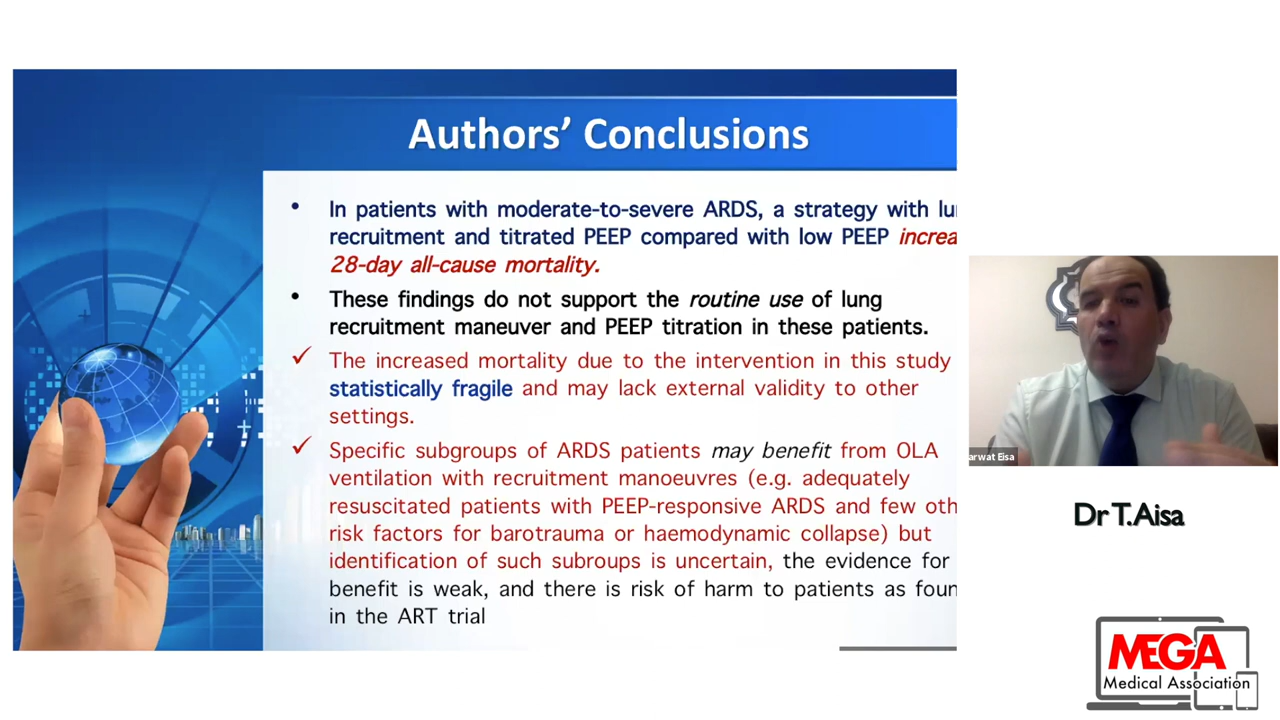 Authors' Conclusions
• In patients with moderate-to-severe ARDS, a strategy with lu
recruitment and titrated PEEP compared with low PEEP increa
28-day all-cause mortality.
• These findings do not support the routine use of lung
recruitment maneuver and PEEP titration in these patients.
✓ The increased mortality due to the intervention in this study
statistically fragile and may lack external validity to other
settings.
✓ Specific subgroups of ARDS patients may benefit from OLA
ventilation with recruitment manoeuvres (e.g. adequately
resuscitated patients with PEEP-responsive ARDS and few oth
risk factors for barotrauma or haemodynamic collapse) but
identification of such subroups is uncertain, the evidence for
benefit is weak, and there is risk of harm to patients as foun
in the ART trial
arwat Eisa
Dr T.Aisa
MEGA
Medical Association